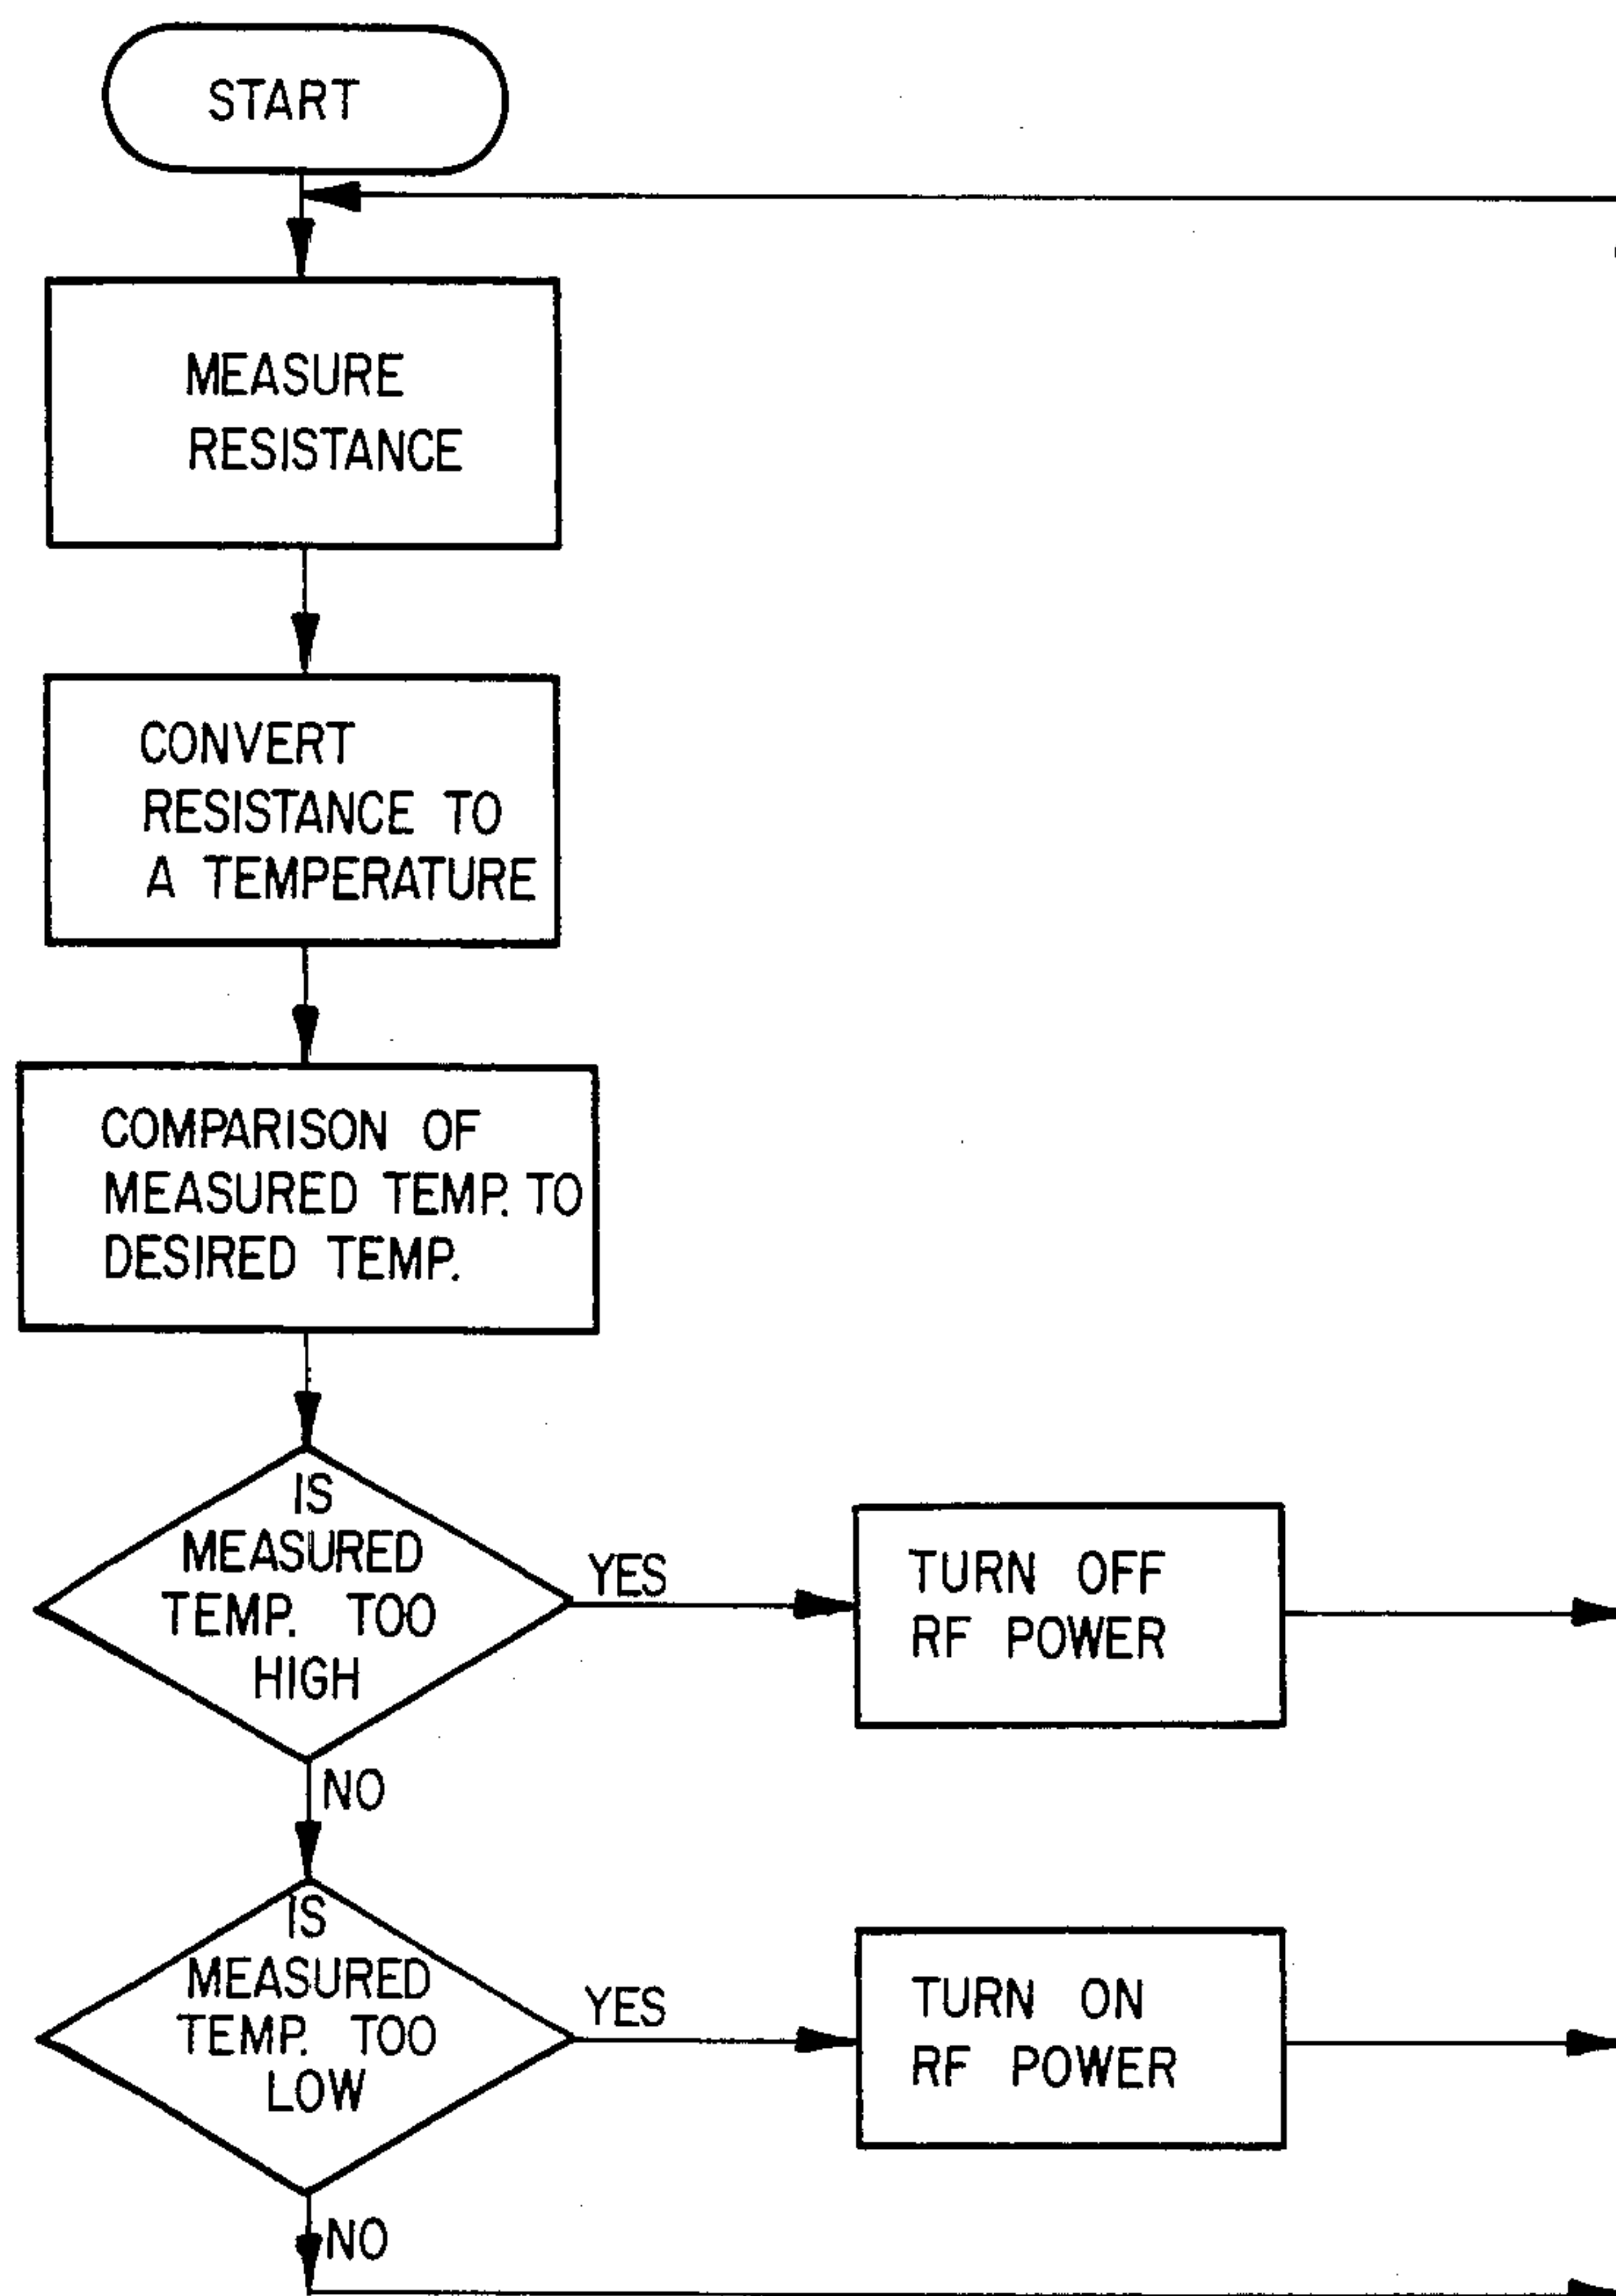 START
MEASURE
RESISTANCE
CONVERT
RESISTANCE TO
A TEMPERATURE
COMPARISON OF
MEASURED TEMP. TO
DESIRED TEMP.
IS
MEASURED
TEMP. TOO
HIGH
YES
TURN OFF
RF POWER
NO
IS
MEASURED
TEMP. TOO
LOW
YES
TURN ON
RF POWER
NO